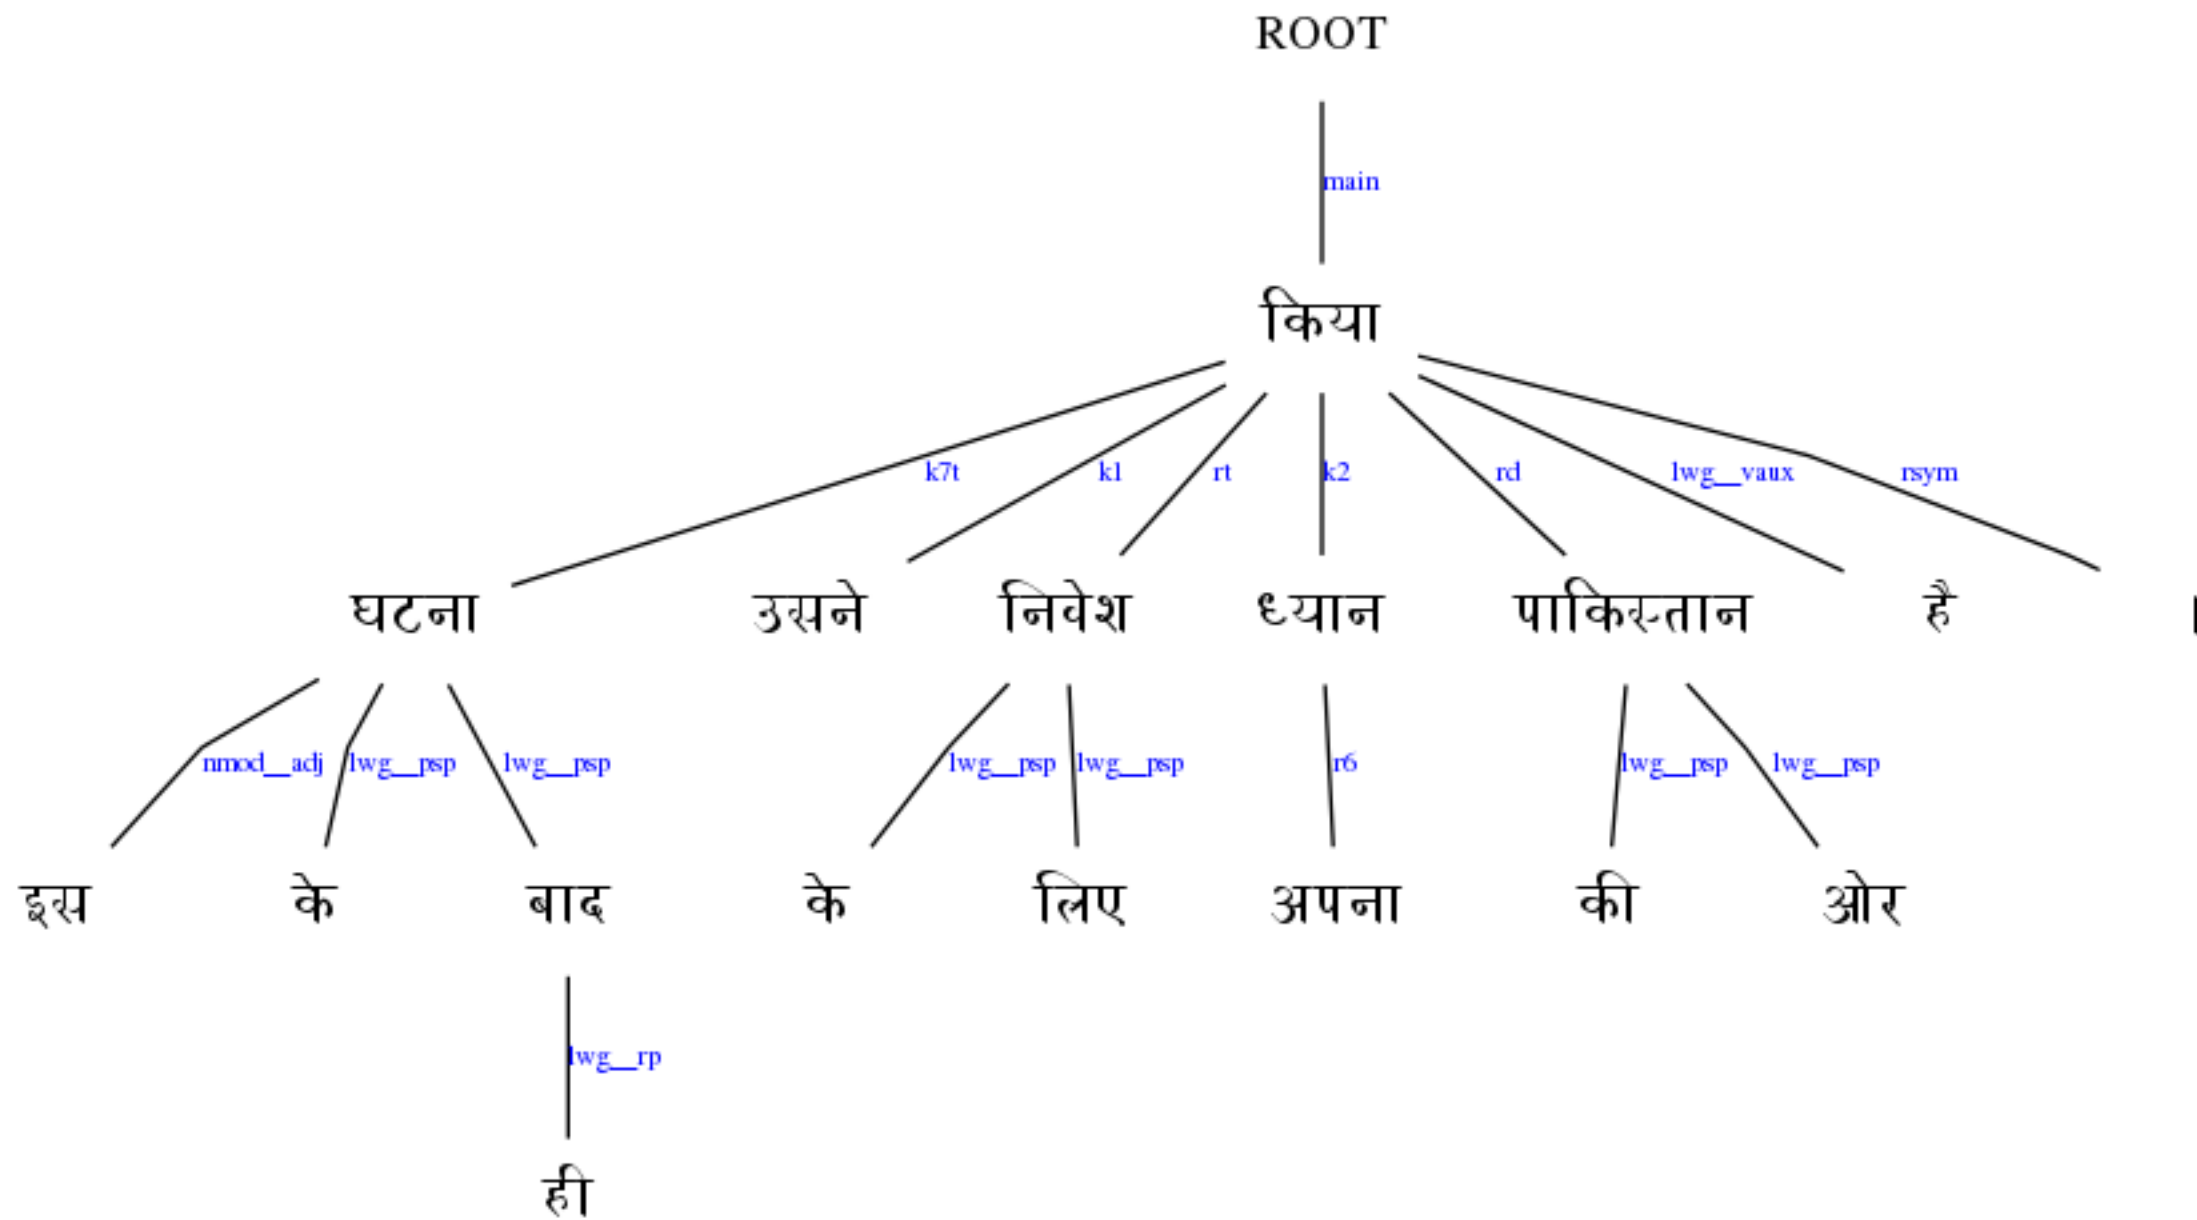 ROOT
main
किया
k7t k1 rt k2 rd lwg__vaux rsym
घटना उसने निवेश ध्यान पाकिस्तान है ।
nmod__adj lwg__psp lwg__psp lwg__psp lwg__psp r6 lwg__psp lwg__psp
इस के बाद के लिए अपना की ओर
lwg__rp
ही